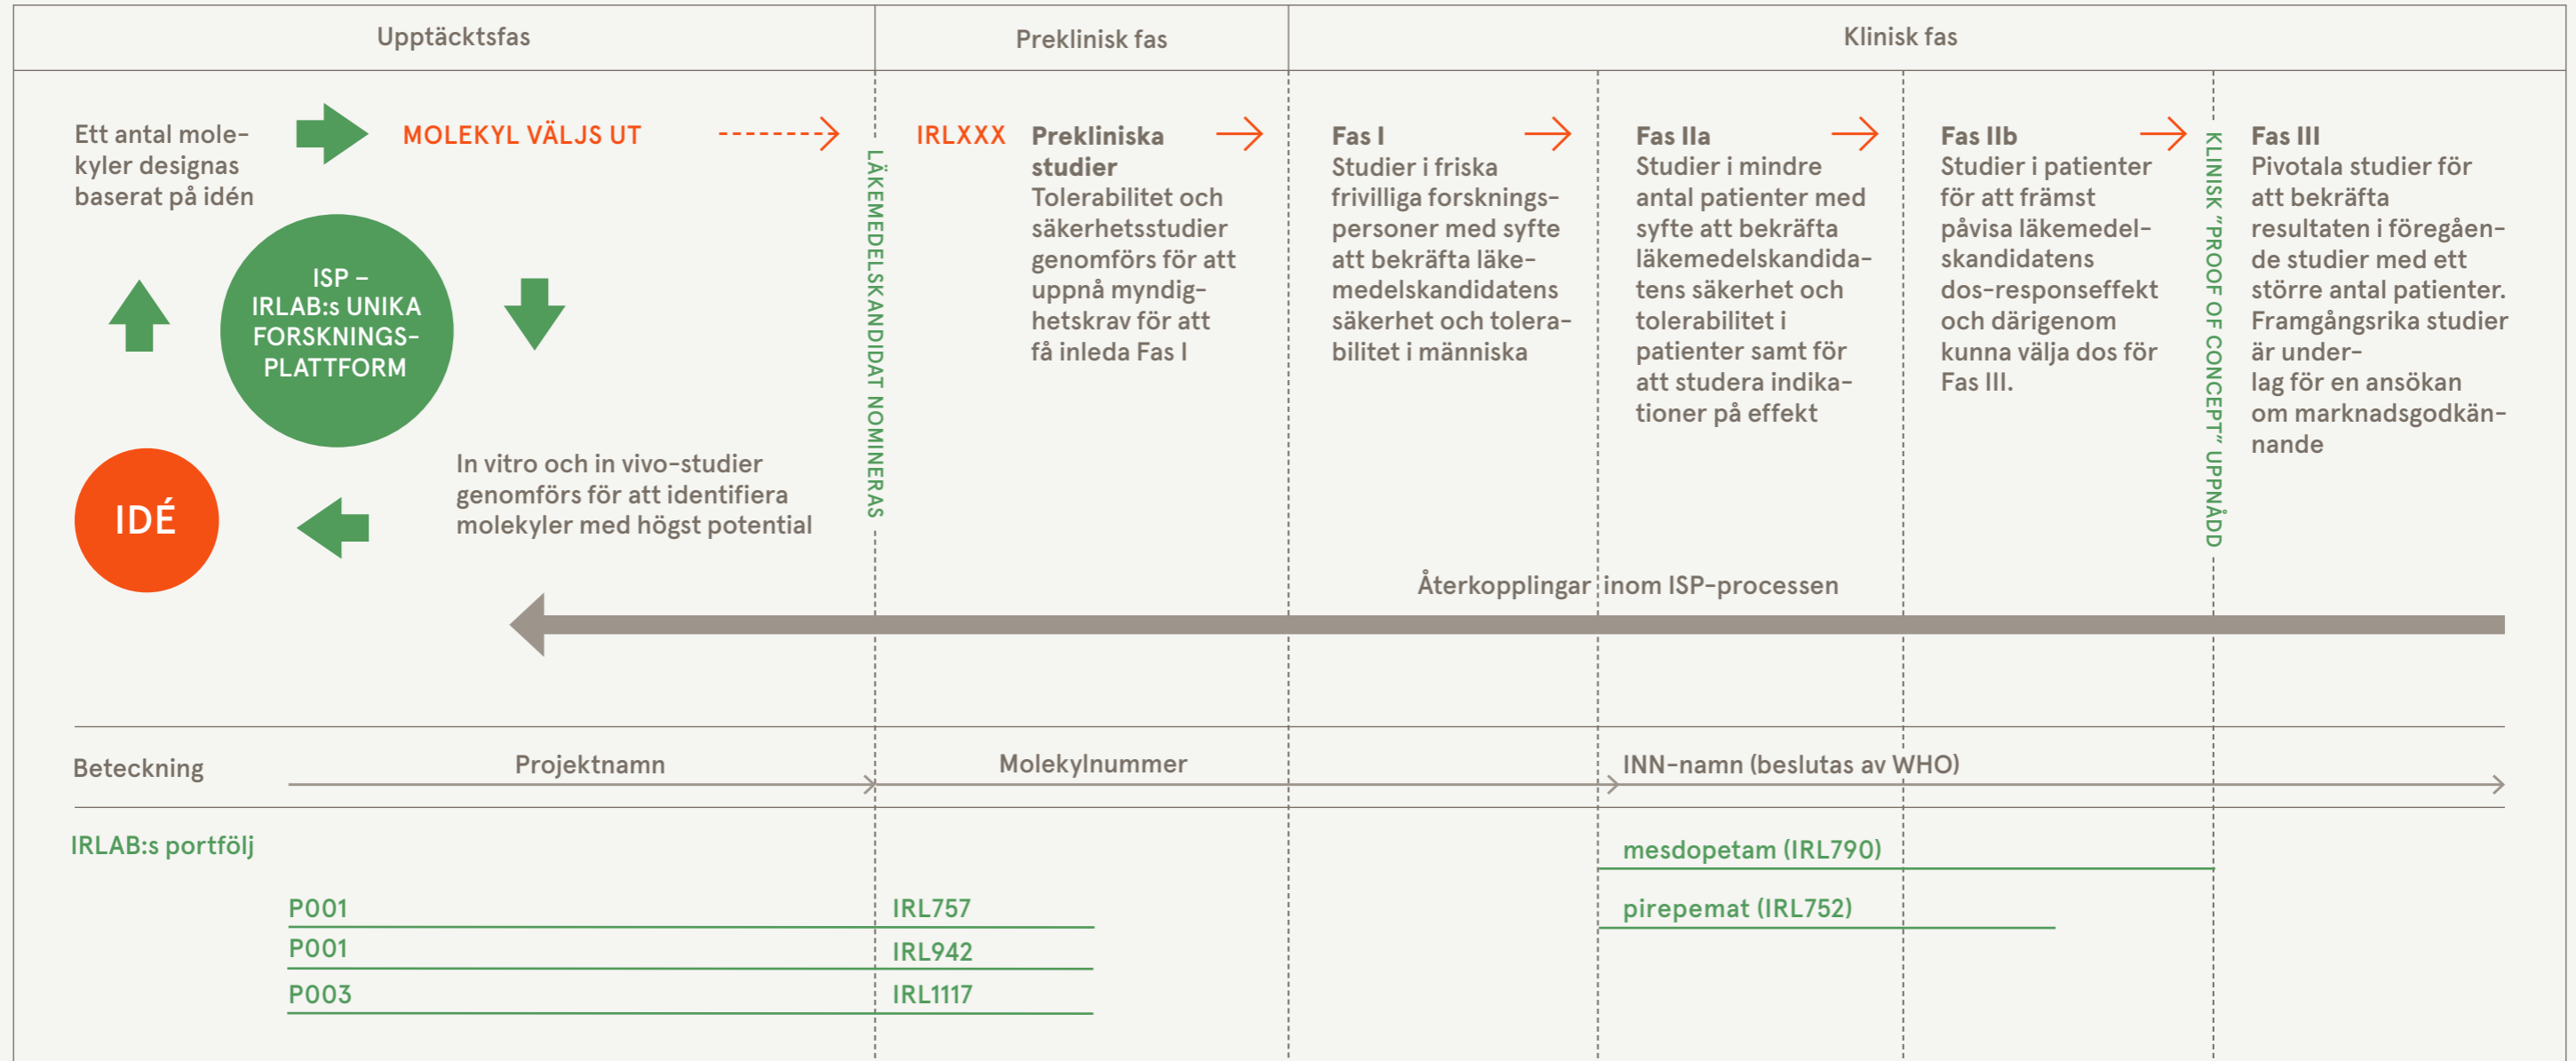 Upptäcktsfas
Preklinisk fas
Klinisk fas
Ett antal mole-
kyler designas
baserat på idén
MOLEKYL VÄLJS UT
ISP –
IRLAB:s UNIKA
FORSKNINGS-
PLATTFORM
IDÉ
In vitro och in vivo-studier
genomförs för att identifiera
molekyler med högst potential
LÄKEMEDELSKANDIDAT NOMINERAS
IRLXXX
Prekliniska
studier
Tolerabilitet och
säkerhetsstudier
genomförs för att
uppnå myndig-
hetskrav för att
få inleda Fas I
Fas I
Studier i friska
frivilliga forsknings-
personer med syfte
att bekräfta läke-
medelskandidatens
säkerhet och tolera-
bilitet i människa
Fas IIa
Studier i mindre
antal patienter med
syfte att bekräfta
läkemedelskandida-
tens säkerhet och
tolerabilitet i
patienter samt för
att studera indika-
tioner på effekt
Fas IIb
Studier i patienter
för att främst
påvisa läkemedel-
skandidatens
dos-responseffekt
och därigenom
kunna välja dos för
Fas III.
KLINISK ”PROOF OF CONCEPT” UPPNÅDD
Fas III
Pivotala studier för
att bekräfta
resultaten i föregåen-
de studier med ett
större antal patienter.
Framgångsrika studier
är under-
lag för en ansökan
om marknadsgodkän-
nande
Återkopplingar inom ISP-processen
Beteckning
Projektnamn
Molekylnummer
INN-namn (beslutas av WHO)
IRLAB:s portfölj
mesdopetam (IRL790)
P001
IRL757
pirepemat (IRL752)
P001
IRL942
P003
IRL1117